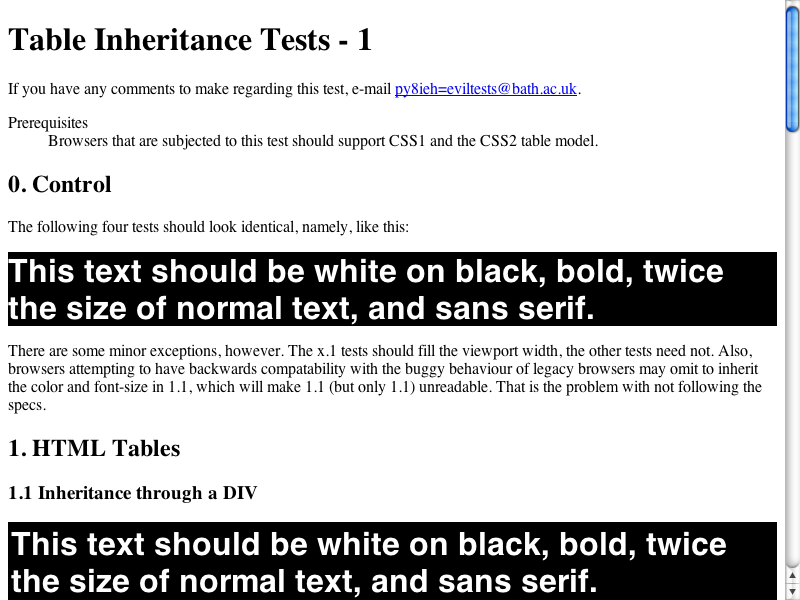 Table Inheritance Tests - 1
If you have any comments to make regarding this test, e-mail py8ieh=eviltests@bath.ac.uk.
Prerequisites
Browsers that are subjected to this test should support CSS1 and the CSS2 table model.
0. Control
The following four tests should look identical, namely, like this:
This text should be white on black, bold, twice
the size of normal text, and sans serif.
There are some minor exceptions, however. The x.1 tests should fill the viewport width, the other tests need not. Also,
browsers attempting to have backwards compatability with the buggy behaviour of legacy browsers may omit to inherit
the color and font-size in 1.1, which will make 1.1 (but only 1.1) unreadable. That is the problem with not following the
specs.
1. HTML Tables
1.1 Inheritance through a DIV
This text should be white on black, bold, twice
the size of normal text, and sans serif.